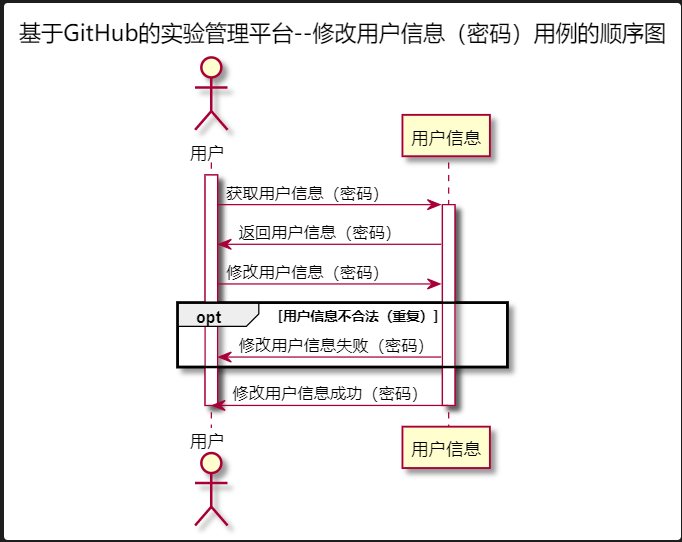 基于GitHub的实验管理平台--修改用户信息（密码）用例的顺序图
用户
用户信息
获取用户信息（密码）
返回用户信息（密码）
修改用户信息（密码）
opt [用户信息不合法（重复）]
修改用户信息失败（密码）
修改用户信息成功（密码）
用户
用户信息